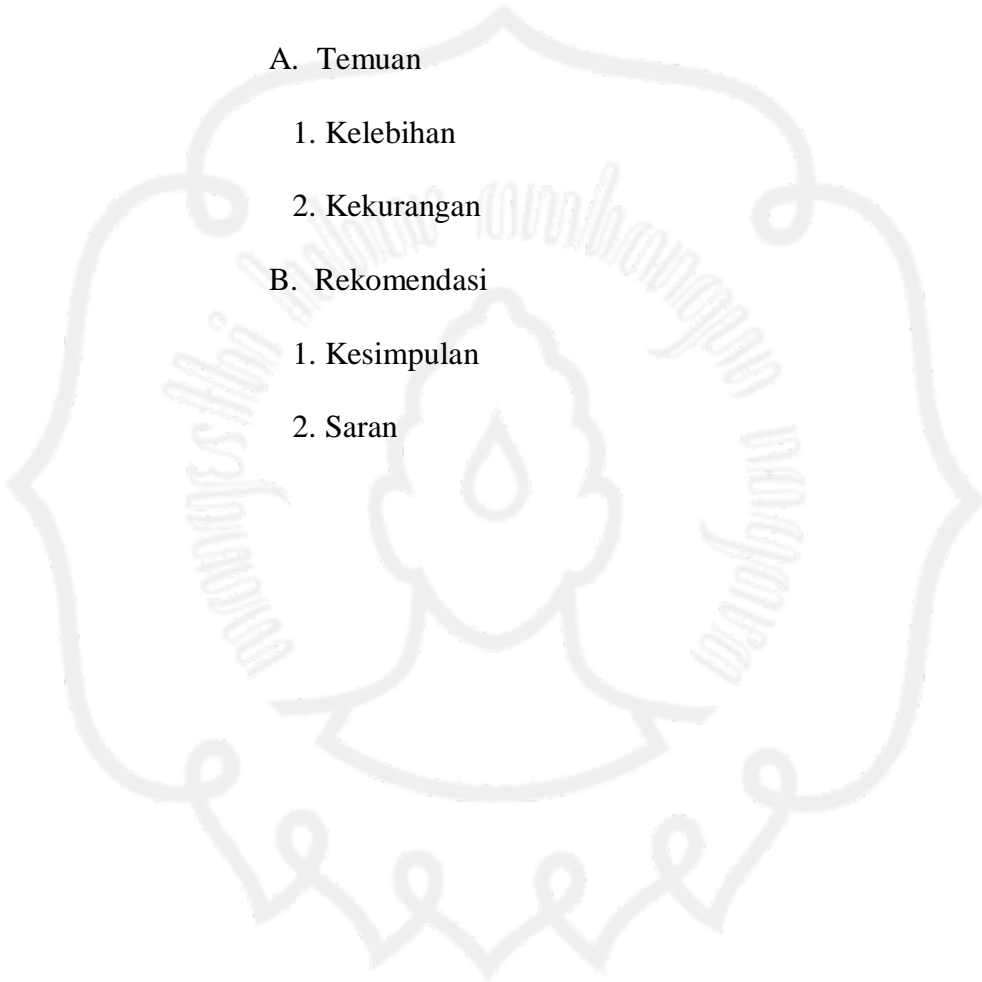 A. Temuan
1. Kelebihan
2. Kekurangan
B. Rekomendasi
1. Kesimpulan
2. Saran